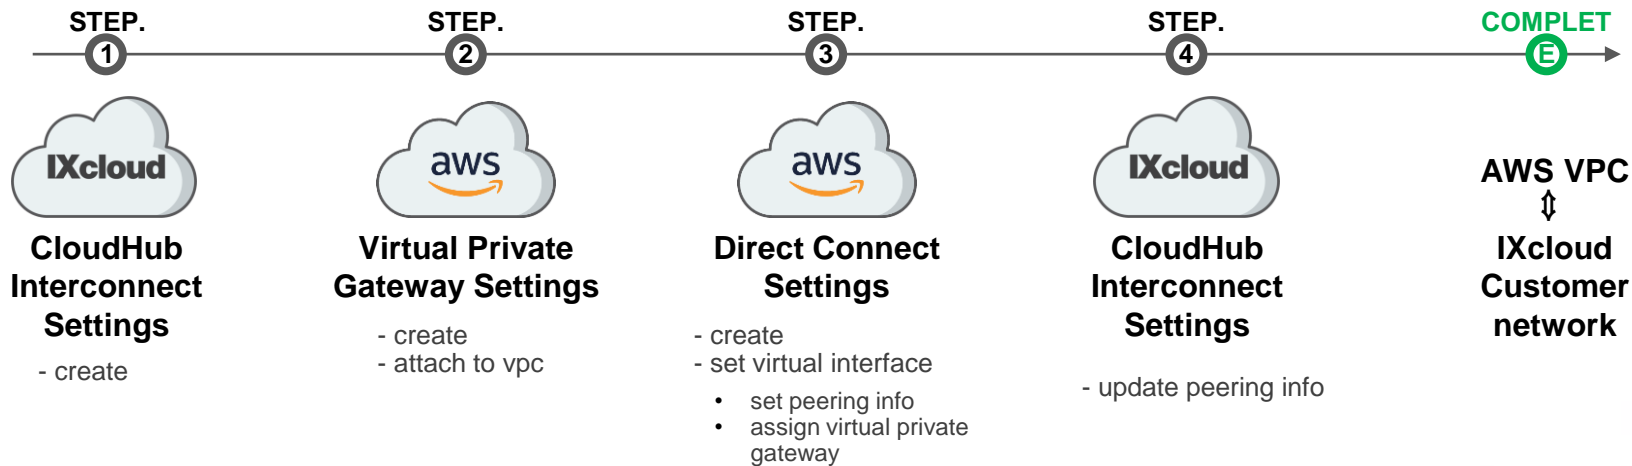 STEP.
1
IXcloud
CloudHub
Interconnect
Settings
- create
STEP.
2
aws
Virtual Private
Gateway Settings
- create
- attach to vpc
STEP.
3
aws
Direct Connect
Settings
- create
- set virtual interface
• set peering info
• assign virtual private
gateway
STEP.
4
IXcloud
CloudHub
Interconnect
Settings
- update peering info
COMPLET
E
AWS VPC
⇕
IXcloud
Customer
network